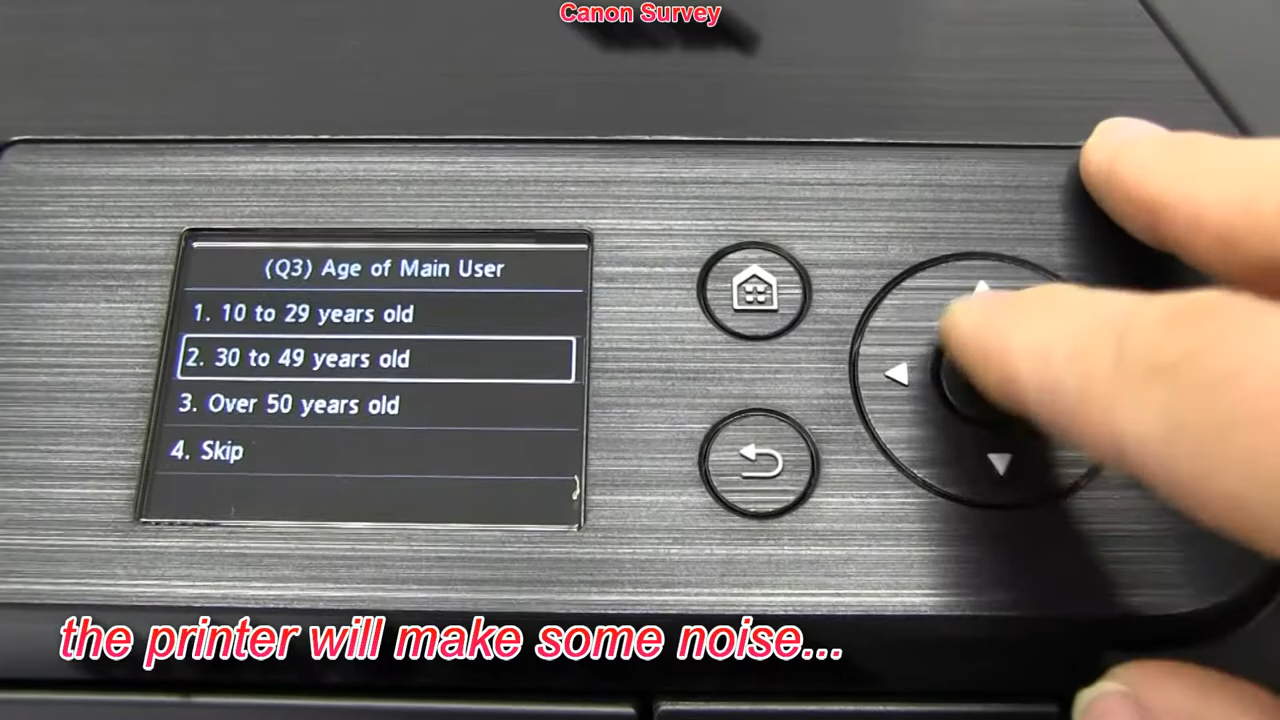 Canon Survey
(Q3) Age of Main User
1. 10 to 29 years old
2. 30 to 49 years old
3. Over 50 years old
4. Skip
the printer will make some noise...